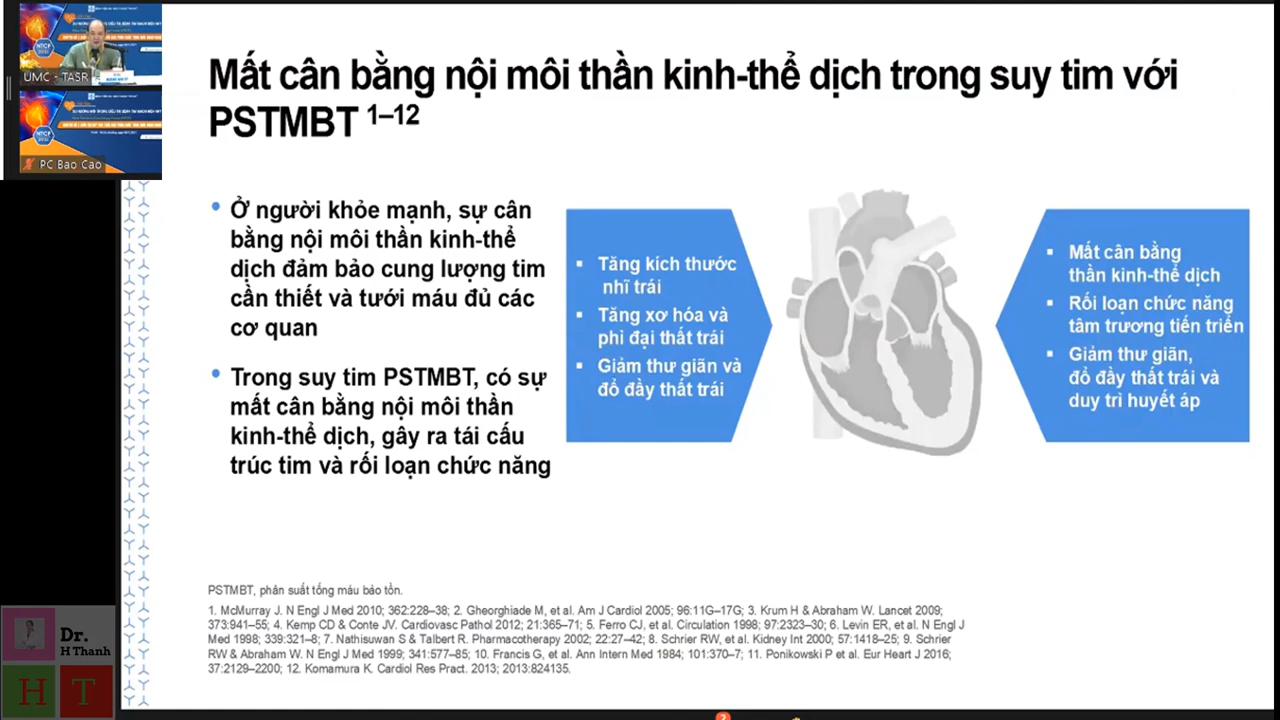 UMC - TASR
PC Bao Cao
Mất cân bằng nội môi thần kinh-thể dịch trong suy tim với
PSTMBT 1–12
• Ở người khỏe mạnh, sự cân
bằng nội môi thần kinh-thể
dịch đảm bảo cung lượng tim
cần thiết và tưới máu đủ các
cơ quan
• Trong suy tim PSTMBT, có sự
mất cân bằng nội môi thần
kinh-thể dịch, gây ra tái cấu
trúc tim và rối loạn chức năng
▪ Tăng kích thước
nhĩ trái
▪ Tăng xơ hóa và
phì đại thất trái
▪ Giảm thư giãn và
đổ đầy thất trái
▪ Mất cân bằng
thần kinh-thể dịch
▪ Rối loạn chức năng
tâm trương tiến triển
▪ Giảm thư giãn,
đổ đầy thất trái và
duy trì huyết áp
PSTMBT, phân suất tống máu bảo tồn.
1. McMurray J. N Engl J Med 2010; 362:228–38; 2. Gheorghiade M, et al. Am J Cardiol 2005; 96:11G–17G; 3. Krum H & Abraham W. Lancet 2009;
373:941–55; 4. Kemp CD & Conte JV. Cardiovasc Pathol 2012; 21:365–71; 5. Ferro CJ, et al. Circulation 1998; 97:2323–30; 6. Levin ER, et al. N Engl J
Med 1998; 339:321–8; 7. Nathisuwan S & Talbert R. Pharmacotherapy 2002; 22:27–42; 8. Schrier RW, et al. Kidney Int 2000; 57:1418–25; 9. Schrier
RW & Abraham W. N Engl J Med 1999; 341:577–85; 10. Francis G, et al. Ann Intern Med 1984; 101:370–7; 11. Ponikowski P et al. Eur Heart J 2016;
37:2129–2200; 12. Komamura K. Cardiol Res Pract. 2013; 2013:824135.
Dr.
H Thanh
H T